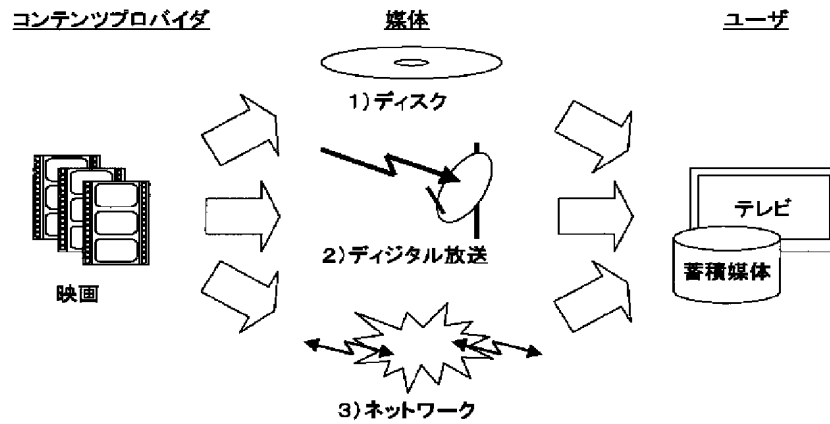 コンテンツプロバイダ
媒体
ユーザ
1)ディスク
2)ディジタル放送
3)ネットワーク
映画
テレビ
蓄積媒体